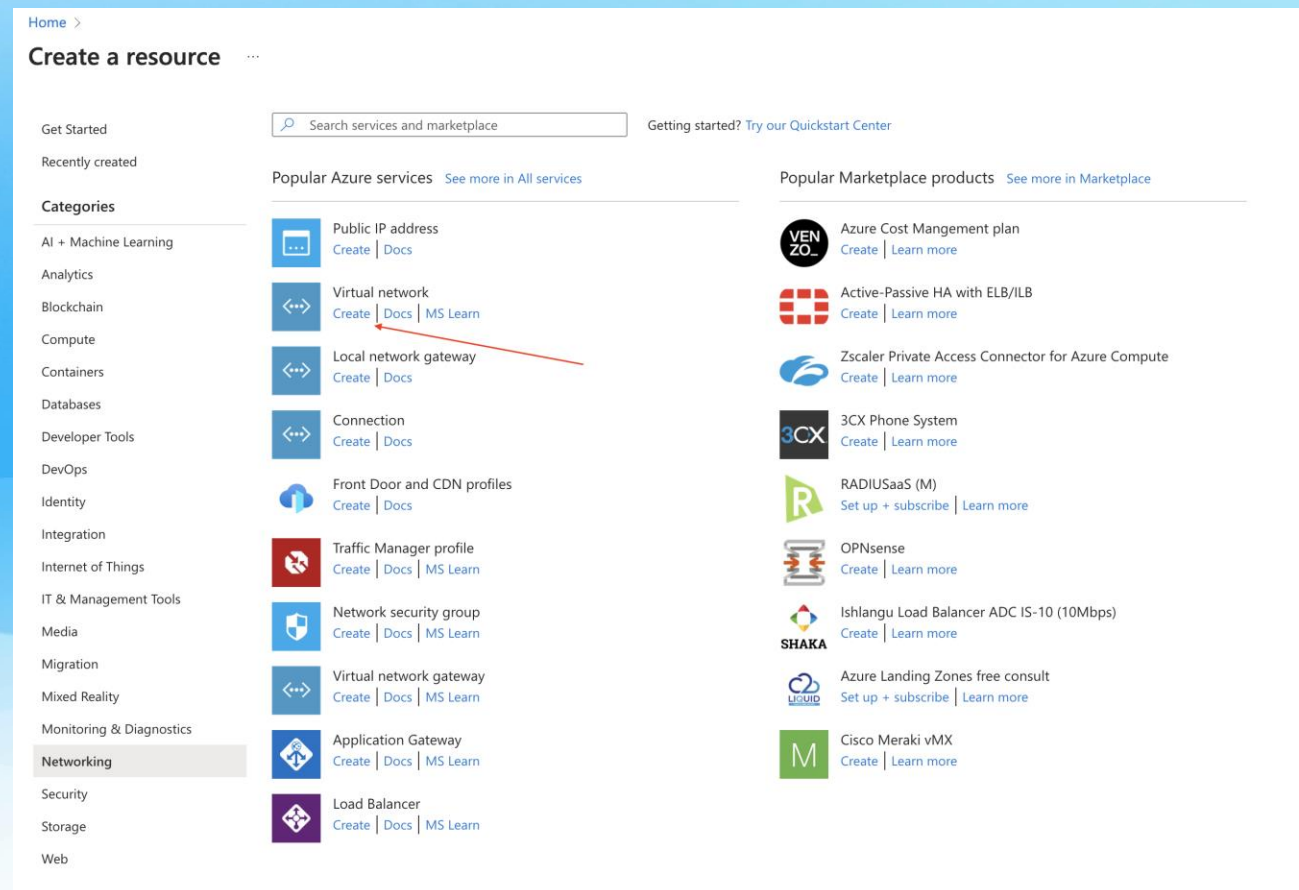 Home >
Create a resource ...
Get Started
Recently created
Categories
AI + Machine Learning
Analytics
Blockchain
Compute
Containers
Databases
Developer Tools
DevOps
Identity
Integration
Internet of Things
IT & Management Tools
Media
Migration
Mixed Reality
Monitoring & Diagnostics
Networking
Security
Storage
Web
Search services and marketplace
Getting started? Try our Quickstart Center
Popular Azure services See more in All services
Public IP address
Create | Docs
Virtual network
Create | Docs | MS Learn
Local network gateway
Create | Docs
Connection
Create | Docs
Front Door and CDN profiles
Create | Docs
Traffic Manager profile
Create | Docs | MS Learn
Network security group
Create | Docs | MS Learn
Virtual network gateway
Create | Docs | MS Learn
Application Gateway
Create | Docs | MS Learn
Load Balancer
Create | Docs | MS Learn
Popular Marketplace products See more in Marketplace
VEN
ZO_
Azure Cost Mangement plan
Create | Learn more
Active-Passive HA with ELB/ILB
Create | Learn more
Zscaler Private Access Connector for Azure Compute
Create | Learn more
3CX
3CX Phone System
Create | Learn more
R
RADIUSaaS (M)
Set up + subscribe | Learn more
OPNsense
Create | Learn more
SHAKA
Ishlangu Load Balancer ADC IS-10 (10Mbps)
Create | Learn more
C2
LIQUID
Azure Landing Zones free consult
Set up + subscribe | Learn more
M
Cisco Meraki vMX
Create | Learn more